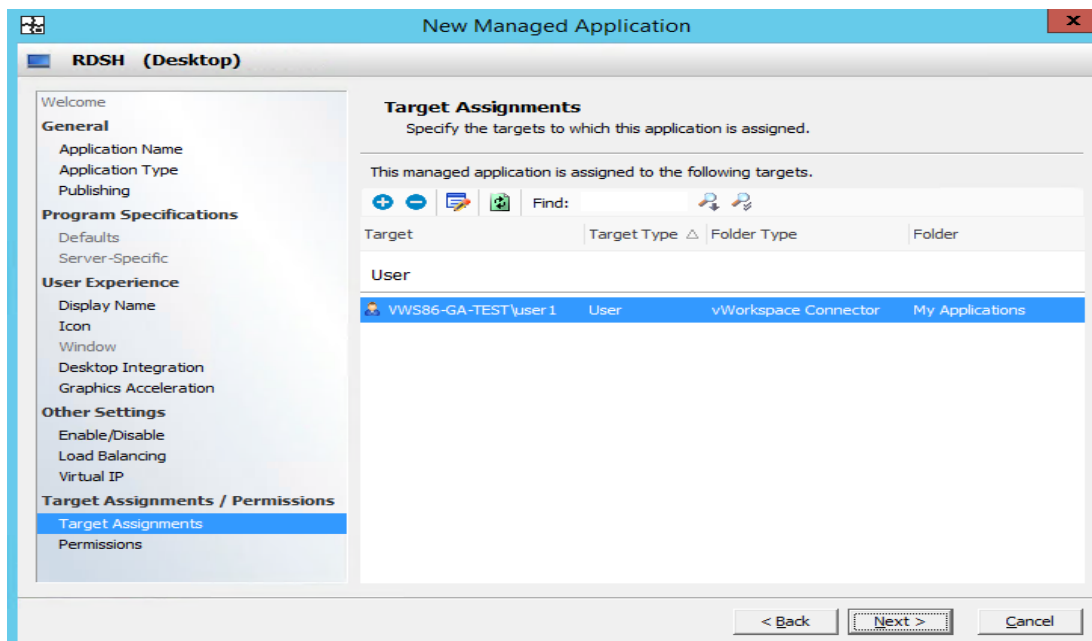 New Managed Application
x
RDSH (Desktop)
Welcome
General
Application Name
Application Type
Publishing
Program Specifications
Defaults
Server-Specific
User Experience
Display Name
Icon
Window
Desktop Integration
Graphics Acceleration
Other Settings
Enable/Disable
Load Balancing
Virtual IP
Target Assignments / Permissions
Target Assignments
Permissions
Target Assignments
Specify the targets to which this application is assigned.
This managed application is assigned to the following targets.
Find:
Target Target Type Folder Type Folder
User
VWS86-GA-TEST\user1 User vWorkspace Connector My Applications
< Back Next > Cancel